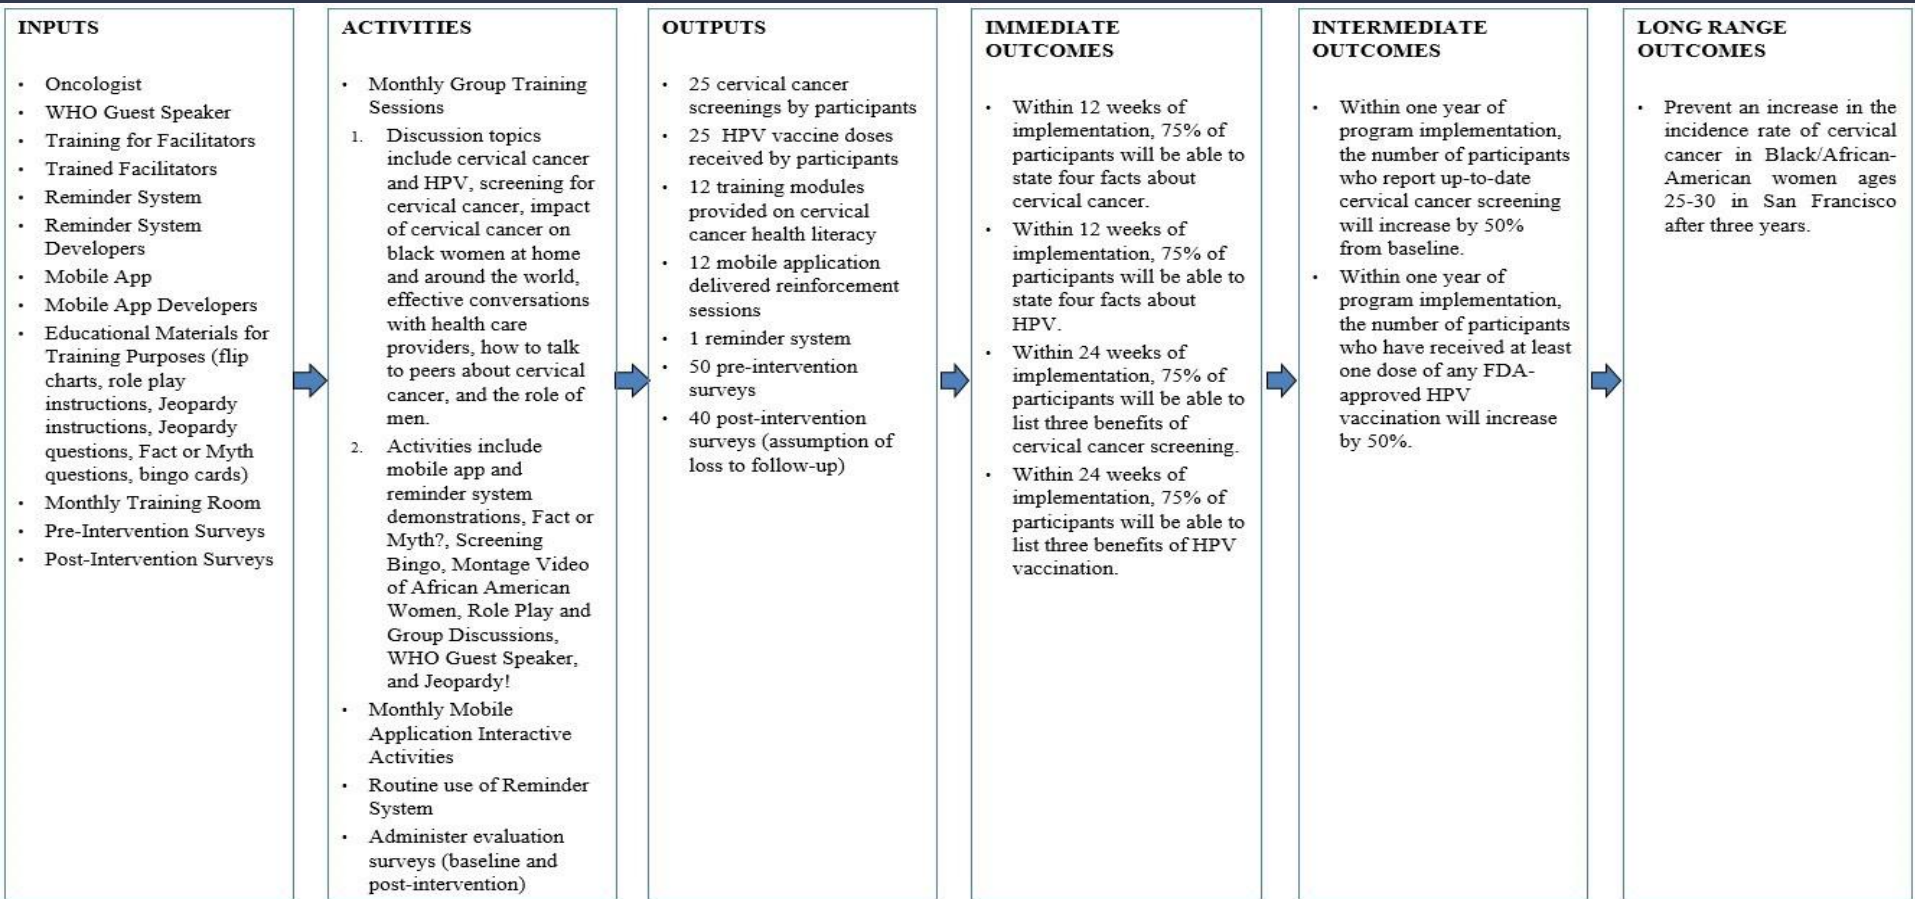 INPUTS
• Oncologist
• WHO Guest Speaker
• Training for Facilitators
• Trained Facilitators
• Reminder System
• Reminder System
Developers
• Mobile App
• Mobile App Developers
• Educational Materials for
Training Purposes (flip
charts, role play
instructions, Jeopardy
instructions, Jeopardy
questions, Fact or Myth
questions, bingo cards)
• Monthly Training Room
• Pre-Intervention Surveys
• Post-Intervention Surveys
ACTIVITIES
• Monthly Group Training
Sessions
1. Discussion topics
include cervical cancer
and HPV, screening for
cervical cancer, impact
of cervical cancer on
black women at home
and around the world,
effective conversations
with health care
providers, how to talk
to peers about cervical
cancer, and the role of
men.
2. Activities include
mobile app and
reminder system
demonstrations, Fact or
Myth?, Screening
Bingo, Montage Video
of African American
Women, Role Play and
Group Discussions,
WHO Guest Speaker,
and Jeopardy!
• Monthly Mobile
Application Interactive
Activities
• Routine use of Reminder
System
• Administer evaluation
surveys (baseline and
post-intervention)
OUTPUTS
• 25 cervical cancer
screenings by participants
• 25 HPV vaccine doses
received by participants
• 12 training modules
provided on cervical
cancer health literacy
• 12 mobile application
delivered reinforcement
sessions
• 1 reminder system
• 50 pre-intervention
surveys
• 40 post-intervention
surveys (assumption of
loss to follow-up)
IMMEDIATE
OUTCOMES
• Within 12 weeks of
implementation, 75% of
participants will be able to
state four facts about
cervical cancer.
• Within 12 weeks of
implementation, 75% of
participants will be able to
state four facts about
HPV.
• Within 24 weeks of
implementation, 75% of
participants will be able to
list three benefits of
cervical cancer screening.
• Within 24 weeks of
implementation, 75% of
participants will be able to
list three benefits of HPV
vaccination.
INTERMEDIATE
OUTCOMES
• Within one year of
program implementation,
the number of participants
who report up-to-date
cervical cancer screening
will increase by 50%
from baseline.
• Within one year of
program implementation,
the number of participants
who have received at least
one dose of any FDA-
approved HPV
vaccination will increase
by 50%.
LONG RANGE
OUTCOMES
• Prevent an increase in the
incidence rate of cervical
cancer in Black/African-
American women ages
25-30 in San Francisco
after three years.